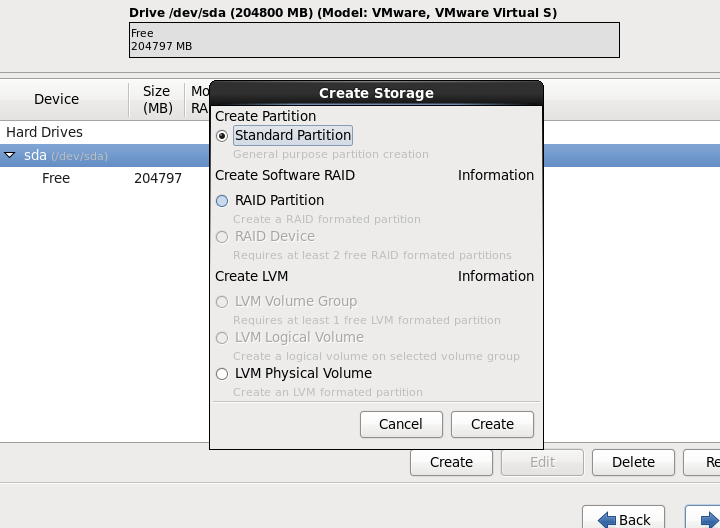 Drive /dev/sda (204800 MB) (Model: VMware, VMware Virtual S)
Free
204797 MB
Device
Size
(MB)
Create Storage
Create Partition
Standard Partition
General purpose partition creation
Create Software RAID Information
RAID Partition
Create a RAID formated partition
RAID Device
Requires at least 2 free RAID formated partitions
Create LVM Information
LVM Volume Group
Requires at least 1 free LVM formated partition
LVM Logical Volume
Create a logical volume on selected volume group
LVM Physical Volume
Create an LVM formated partition
Cancel Create
Hard Drives
sda (/dev/sda)
Free 204797
Create Edit Delete
Back